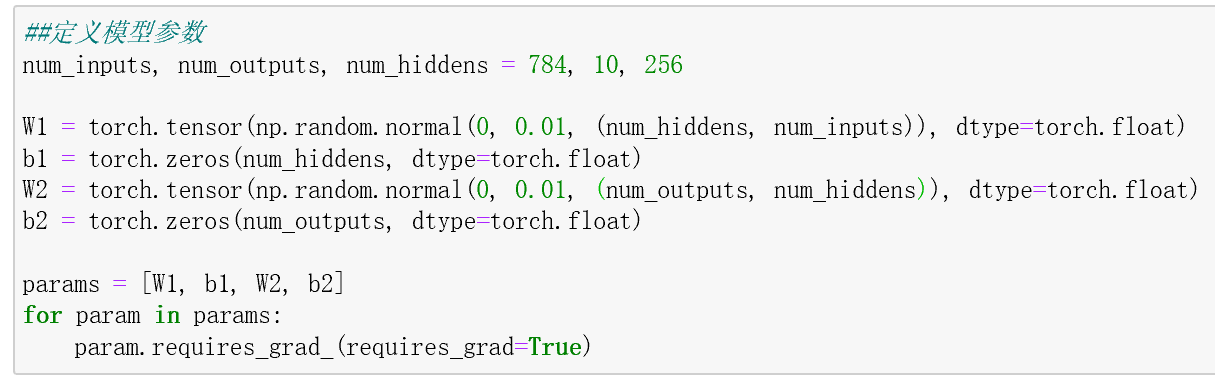 ##定义模型参数
num_inputs, num_outputs, num_hiddens = 784, 10, 256
W1 = torch.tensor(np.random.normal(0, 0.01, (num_hiddens, num_inputs)), dtype=torch.float)
b1 = torch.zeros(num_hiddens, dtype=torch.float)
W2 = torch.tensor(np.random.normal(0, 0.01, (num_outputs, num_hiddens)), dtype=torch.float)
b2 = torch.zeros(num_outputs, dtype=torch.float)
params = [W1, b1, W2, b2]
for param in params:
    param.requires_grad_(requires_grad=True)